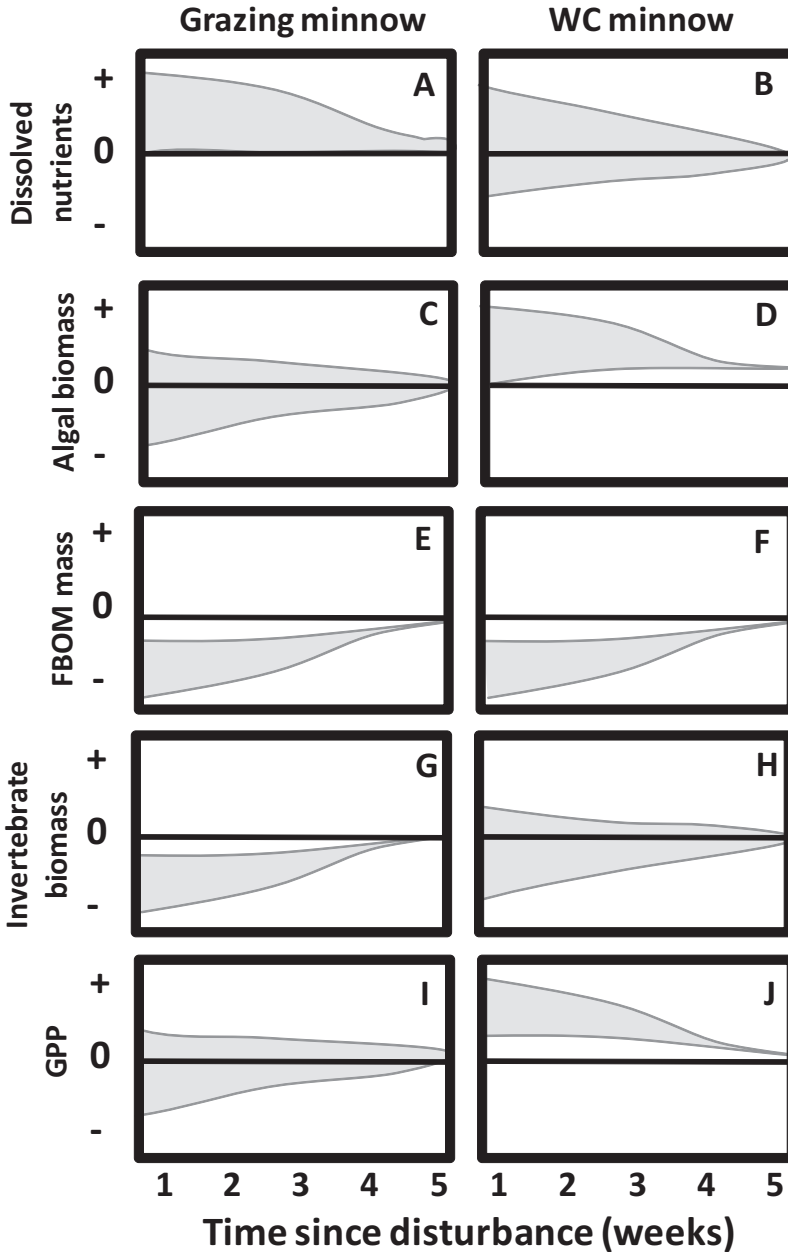 Grazing minnow WC minnow
Dissolved
nutrients
+
0
-
A
B
Algal biomass
+
0
-
C
D
FBOM mass
+
0
-
E
F
Invertebrate
biomass
+
0
-
G
H
GPP
+
0
-
I
J
1 2 3 4 5 1 2 3 4 5
Time since disturbance (weeks)